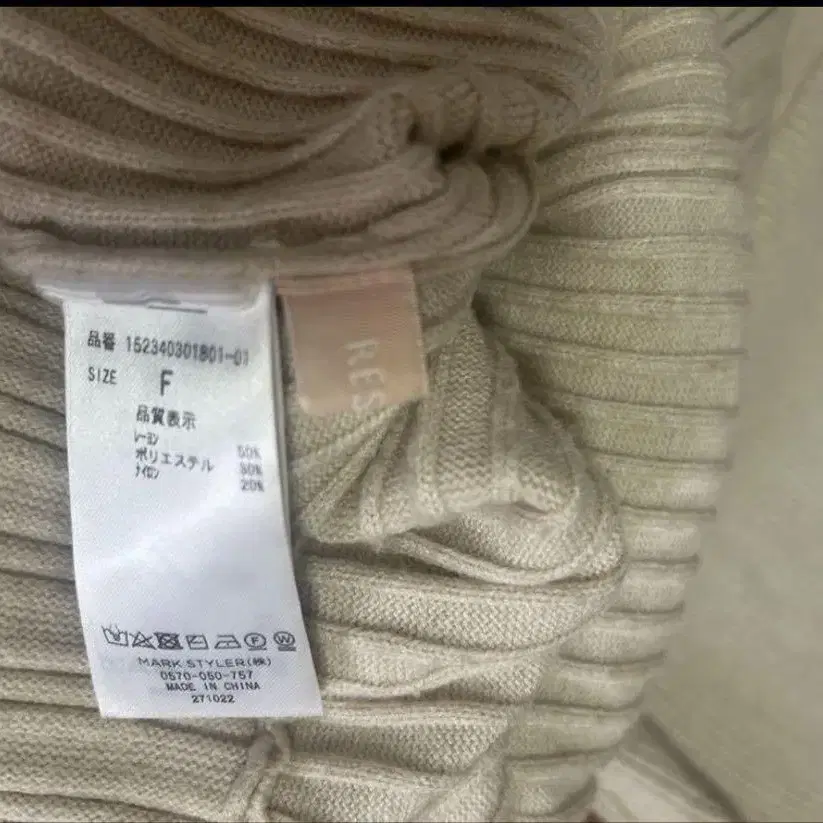 品番 152340301801-01
SIZE F
品質表示
レーヨン 50%
ポリエステル 30%
ナイロン 20%
MARK STYLER(株)
0570-050-757
MADE IN CHINA
271022
RES